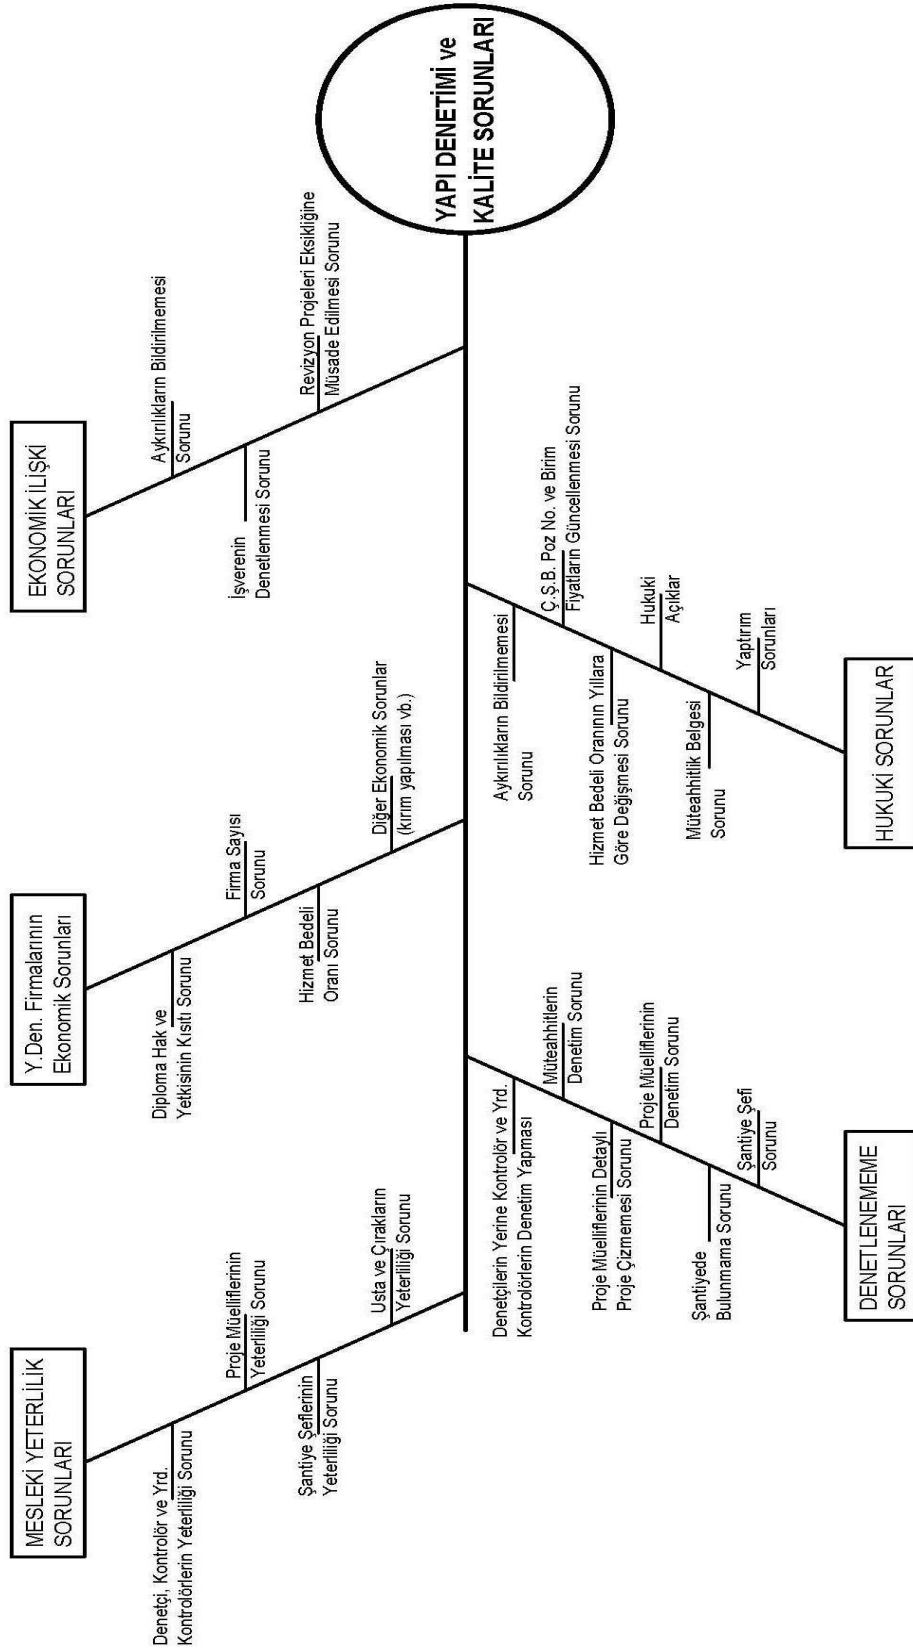 MESLEKİ YETERLİLİK
SORUNLARI
Denetçi, Kontrolör ve Yrd.
Kontrolörlerin Yeterliliği Sorunu
Proje Müelliflerinin
Yeterliliği Sorunu
Şantiye Şeflerinin
Yeterliliği Sorunu
Usta ve Çırakların
Yeterliliği Sorunu
Y.Den. Firmalarının
Ekonomik Sorunları
Diploma Hak ve
Yetkisinin Kısıtı Sorunu
Firma Sayısı
Sorunu
Hizmet Bedeli
Oranı Sorunu
Diğer Ekonomik Sorunlar
(kırım yapılması vb.)
EKONOMİK İLİŞKİ
SORUNLARI
Aykırılıkların Bildirilmemesi
Sorunu
İşverenin
Denetlenmesi Sorunu
Revizyon Projeleri Eksikliğine
Müsade Edilmesi Sorunu
YAPI DENETİMİ ve
KALİTE SORUNLARI
Denetçilerin Yerine Kontrolör ve Yrd.
Kontrolörlerin Denetim Yapması
Müteahhitlerin
Denetim Sorunu
Proje Müelliflerinin Detaylı
Proje Çizmemesi Sorunu
Proje Müelliflerinin
Denetim Sorunu
Şantiyede
Bulunmama Sorunu
Şantiye Şefi
Sorunu
DENETLENEMEME
SORUNLARI
Aykırılıkların Bildirilmemesi
Sorunu
Ç.Ş.B. Poz No. ve Birim
Fiyatların Güncellenmesi Sorunu
Hizmet Bedeli Oranının Yıllara
Göre Değişmesi Sorunu
Hukuki
Açıklar
Müteahhitlik Belgesi
Sorunu
Yaptırım
Sorunları
HUKUKİ SORUNLAR